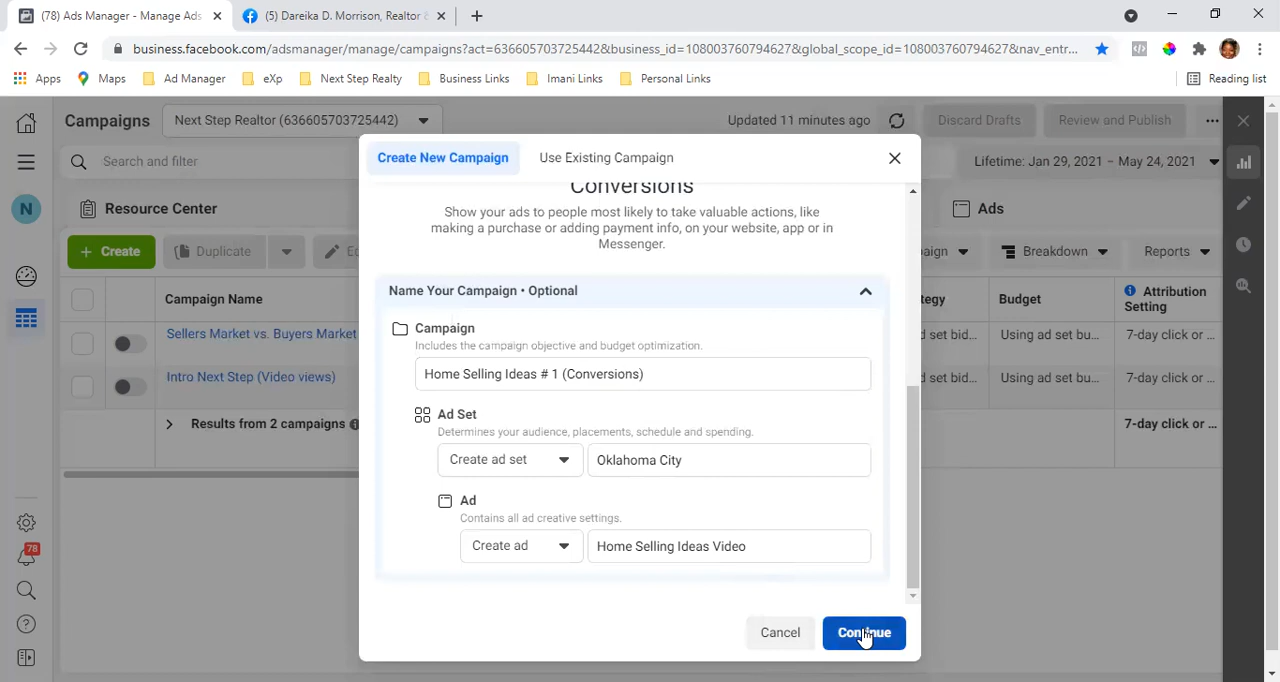 (78) Ads Manager - Manage Ads
(5) Dareika D. Morrison, Realtor
business.facebook.com/adsmanager/manage/campaigns?act=636605703725442&business_id=108003760794627&global_scope_id=108003760794627&nav_entr...
Apps Maps Ad Manager eXp Next Step Realty Business Links Imani Links Personal Links Reading list
Campaigns Next Step Realtor (636605703725442) Updated 11 minutes ago Discard Drafts Review and Publish ...
Search and filter Lifetime: Jan 29, 2021 – May 24, 2021
N Resource Center Ads
+ Create Duplicate Breakdown Reports
Campaign Name Budget Attribution
Setting
Sellers Market vs. Buyers Market d set bid... Using ad set bu... 7-day click or ...
Intro Next Step (Video views) d set bid... Using ad set bu... 7-day click or ...
Results from 2 campaigns 7-day click or ...
78
Create New Campaign Use Existing Campaign
Conversions
Show your ads to people most likely to take valuable actions, like
making a purchase or adding payment info, on your website, app or in
Messenger.
Name Your Campaign • Optional
Campaign
Includes the campaign objective and budget optimization.
Home Selling Ideas # 1 (Conversions)
Ad Set
Determines your audience, placements, schedule and spending.
Create ad set Oklahoma City
Ad
Contains all ad creative settings.
Create ad Home Selling Ideas Video
Cancel Continue